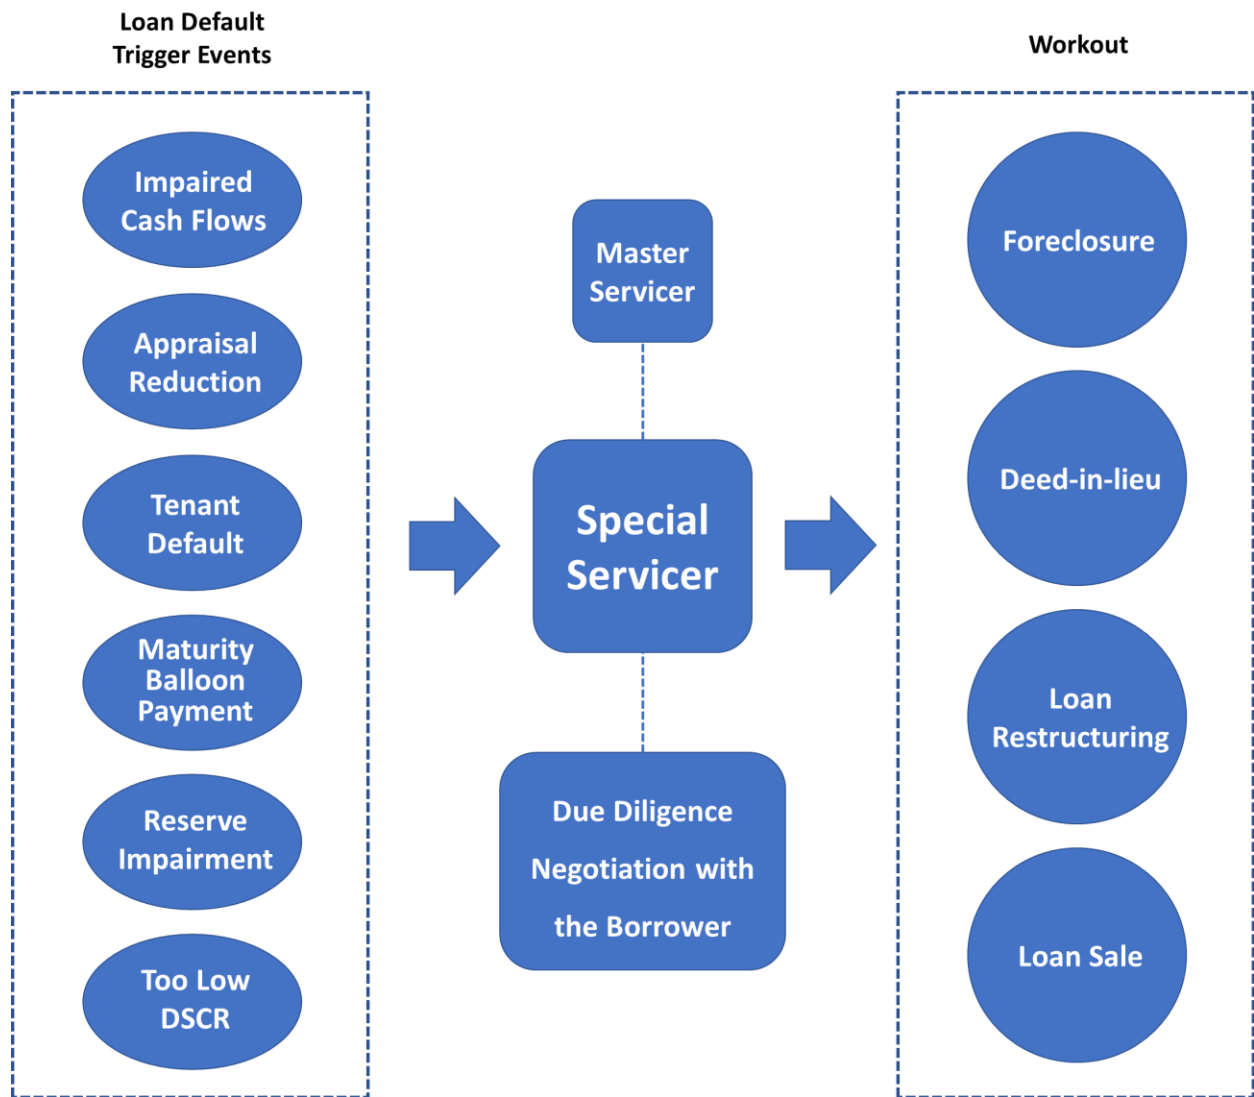 Loan Default
Trigger Events
Impaired
Cash Flows
Appraisal
Reduction
Tenant
Default
Maturity
Balloon
Payment
Reserve
Impairment
Too Low
DSCR
Master
Servicer
Special
Servicer
Due Diligence
Negotiation with
the Borrower
Workout
Foreclosure
Deed-in-lieu
Loan
Restructuring
Loan Sale